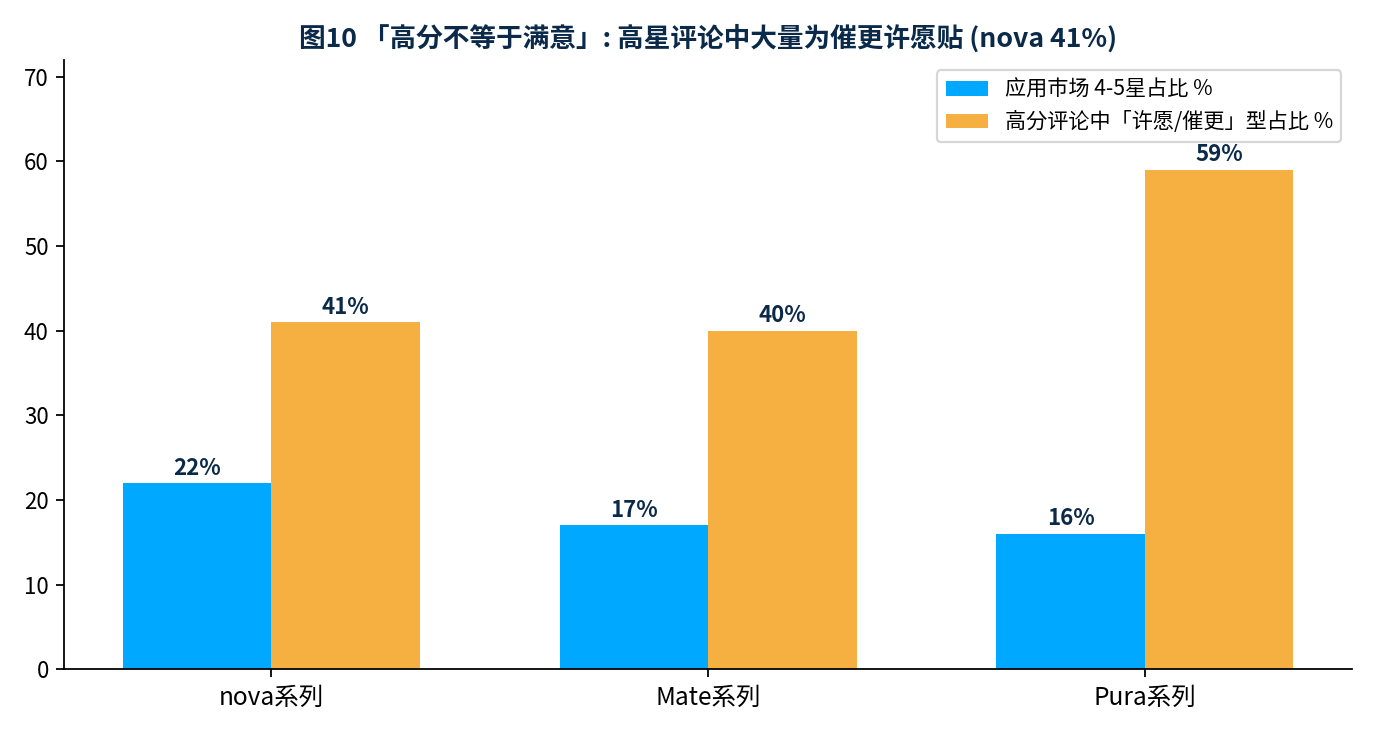 图10 「高分不等于满意」: 高星评论中大量为催更许愿贴 (nova 41%)
应用市场 4-5星占比 %
高分评论中「许愿/催更」型占比 %
70
60
50
40
30
20
10
0
22%
41%
17%
40%
16%
59%
nova系列
Mate系列
Pura系列